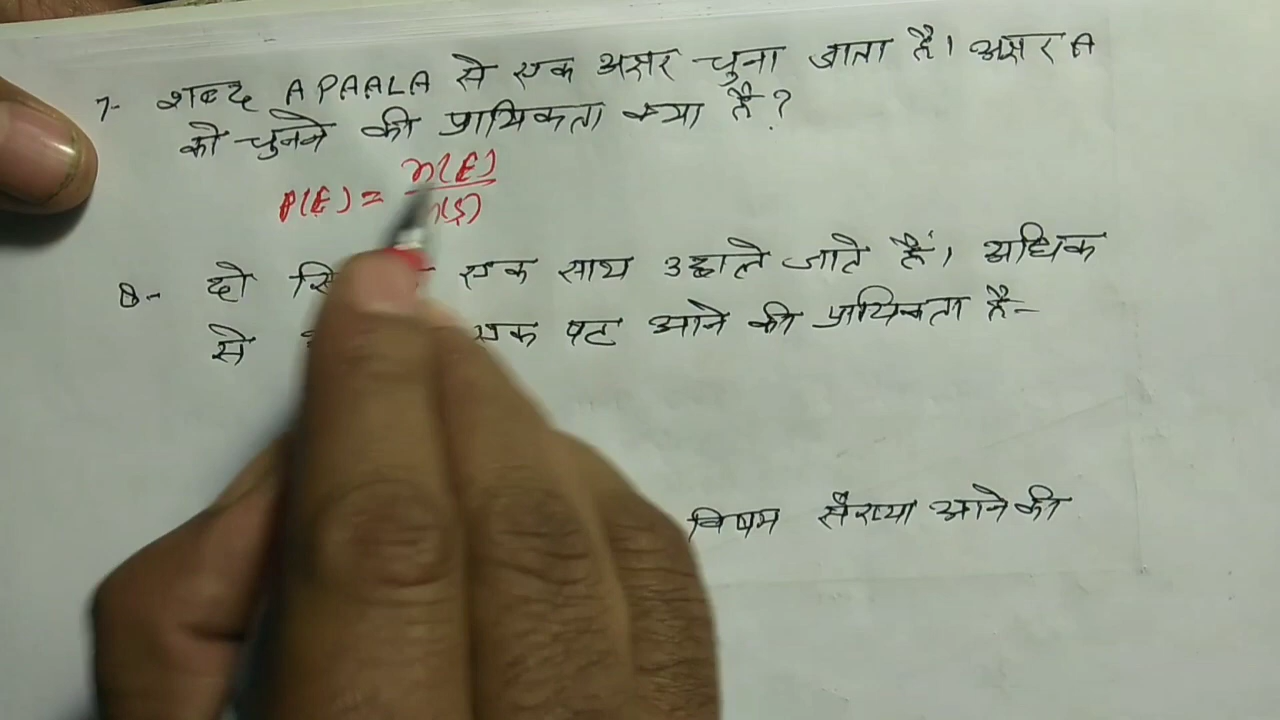 7- शब्द APAALA से एक अक्षर चुना जाता है। अक्षर A
को चुनने की प्रायिकता क्या है?
P(E) = n(E)
n(S)
8- दो एक साथ उछाले जाते हैं, अधिक
से एक पट आने की प्रायिकता है-
विषम संख्या आने की